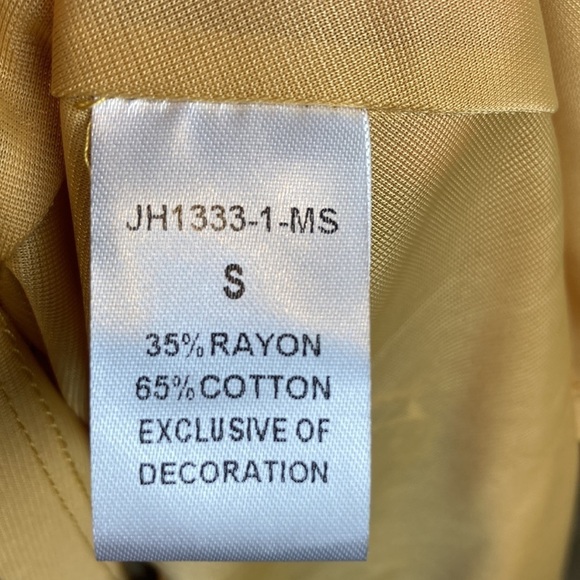 JH1333-1-MS
S
35% RAYON
65% COTTON
EXCLUSIVE OF
DECORATION